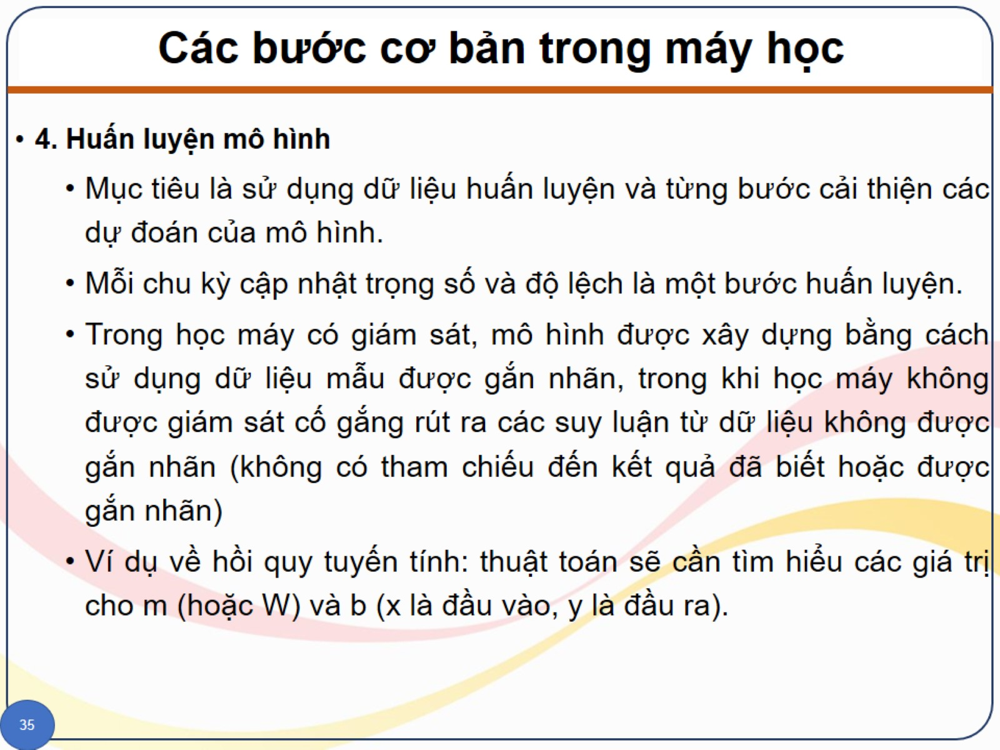 Các bước cơ bản trong máy học
• 4. Huấn luyện mô hình
• Mục tiêu là sử dụng dữ liệu huấn luyện và từng bước cải thiện các
dự đoán của mô hình.
• Mỗi chu kỳ cập nhật trọng số và độ lệch là một bước huấn luyện.
• Trong học máy có giám sát, mô hình được xây dựng bằng cách
sử dụng dữ liệu mẫu được gắn nhãn, trong khi học máy không
được giám sát cố gắng rút ra các suy luận từ dữ liệu không được
gắn nhãn (không có tham chiếu đến kết quả đã biết hoặc được
gắn nhãn)
• Ví dụ về hồi quy tuyến tính: thuật toán sẽ cần tìm hiểu các giá trị
cho m (hoặc W) và b (x là đầu vào, y là đầu ra).
35